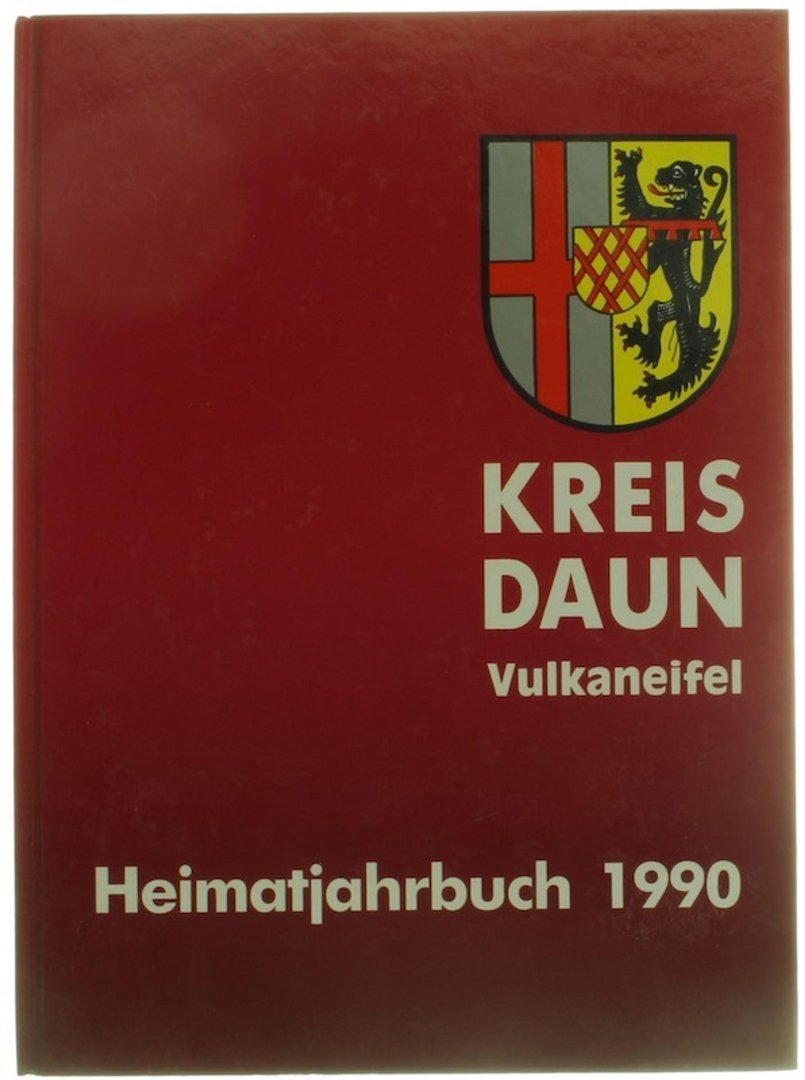 KREIS
DAUN
Vulkaneifel
Heimatjahrbuch 1990